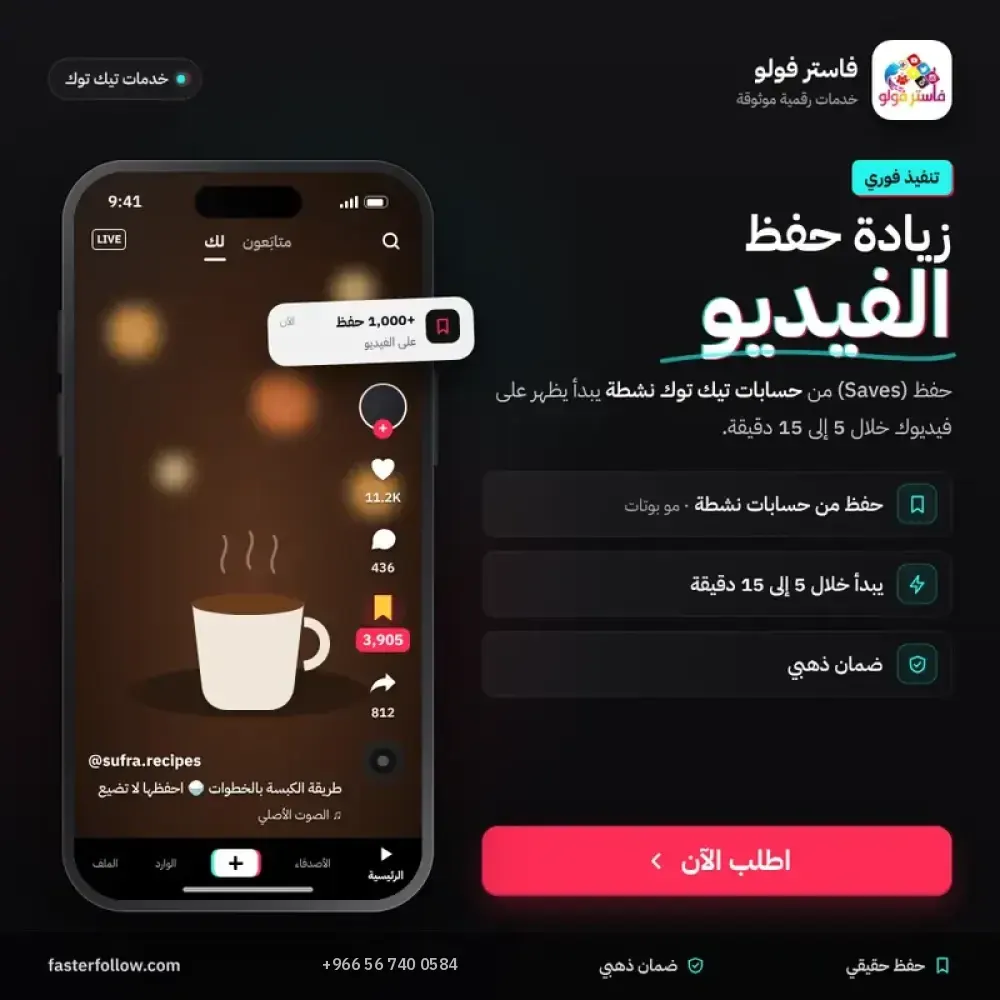 فاستر فولو
فاستر فولو
خدمات رقمية موثوقة
خدمات تيك توك
تنفيذ فوري
زيادة حفظ
الفيديو
حفظ (Saves) من حسابات تيك توك نشطة يبدأ يظهر على
فيديوك خلال 5 إلى 15 دقيقة.
حفظ من حسابات نشطة · مو بوتات
يبدأ خلال 5 إلى 15 دقيقة
ضمان ذهبي
اطلب الآن
9:41
LIVE
متابَعون
لك
+1,000 حفظ
الآن
على الفيديو
11.2K
436
3,905
812
@sufra.recipes
طريقة الكبسة بالخطوات 🍚 احفظها لا تضيع
♫ الصوت الأصلي
الرئيسية
الأصدقاء
+
الوارد
الملف
حفظ حقيقي
ضمان ذهبي
+966 56 740 0584
fasterfollow.com